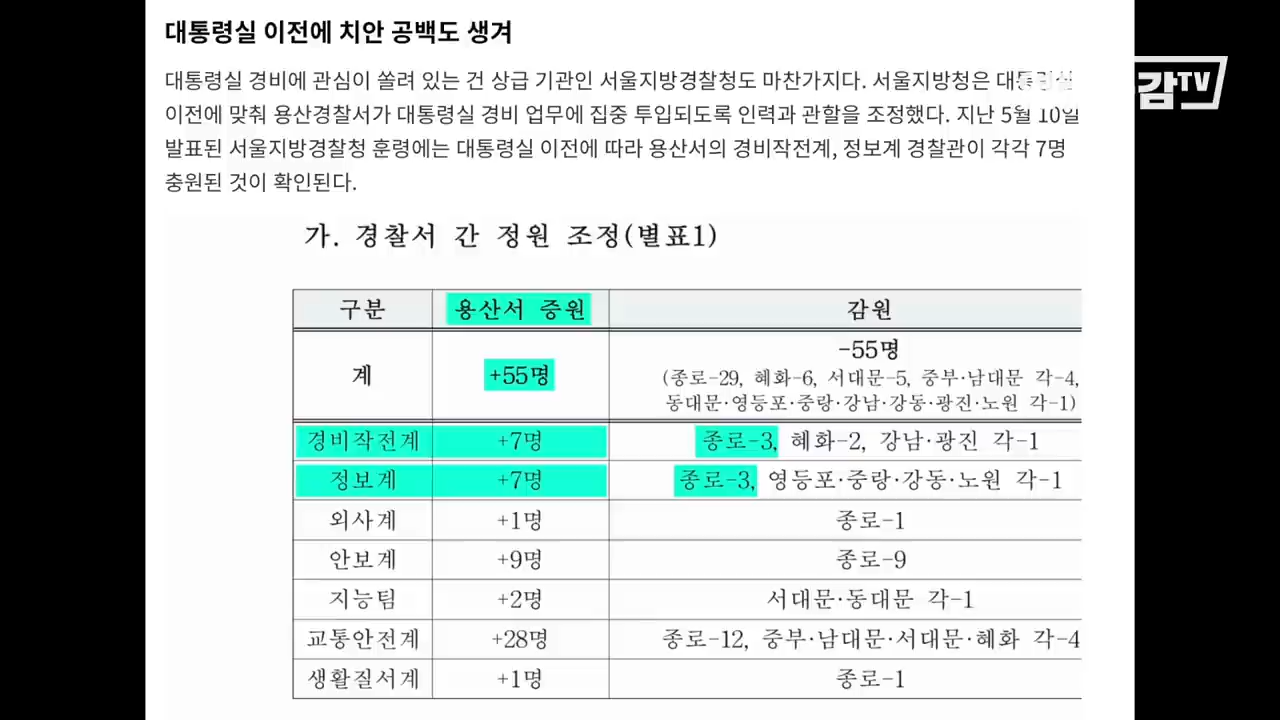 대통령실 이전에 치안 공백도 생겨
대통령실 경비에 관심이 쏠려 있는 건 상급 기관인 서울지방경찰청도 마찬가지다. 서울지방청은
이전에 맞춰 용산경찰서가 대통령실 경비 업무에 집중 투입되도록 인력과 관할을 조정했다. 지난 5월 10일
발표된 서울지방경찰청 훈령에는 대통령실 이전에 따라 용산서의 경비작전계, 정보계 경찰관이 각각 7명
충원된 것이 확인된다.
감TV
가. 경찰서 간 정원 조정(별표1)
구분 용산서 증원 감원
계 +55명 -55명
(종로-29, 혜화-6, 서대문-5, 중부·남대문 각-4,
동대문·영등포·중랑·강남·강동·광진·노원 각-1)
경비작전계 +7명 종로-3, 혜화-2, 강남·광진 각-1
정보계 +7명 종로-3, 영등포·중랑·강동·노원 각-1
외사계 +1명 종로-1
안보계 +9명 종로-9
지능팀 +2명 서대문·동대문 각-1
교통안전계 +28명 종로-12, 중부·남대문·서대문·혜화 각-4
생활질서계 +1명 종로-1